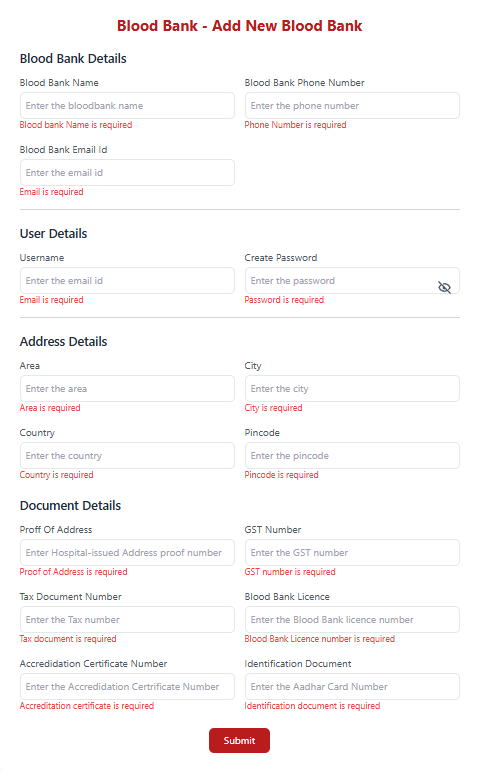 Blood Bank - Add New Blood Bank
Blood Bank Details
Blood Bank Name Blood Bank Phone Number
Enter the bloodbank name Enter the phone number
Blood bank Name is required Phone Number is required
Blood Bank Email Id
Enter the email id
Email is required
User Details
Username Create Password
Enter the email id Enter the password
Email is required Password is required
Address Details
Area City
Enter the area Enter the city
Area is required City is required
Country Pincode
Enter the country Enter the pincode
Country is required Pincode is required
Document Details
Proff Of Address GST Number
Enter Hospital-issued Address proof number Enter the GST number
Proof of Address is required GST number is required
Tax Document Number Blood Bank Licence
Enter the Tax number Enter the Blood Bank licence number
Tax document is required Blood Bank Licence number is required
Accredidation Certificate Number Identification Document
Enter the Accredidation Certrificate Number Enter the Aadhar Card Number
Accreditation certificate is required Identification document is required
Submit